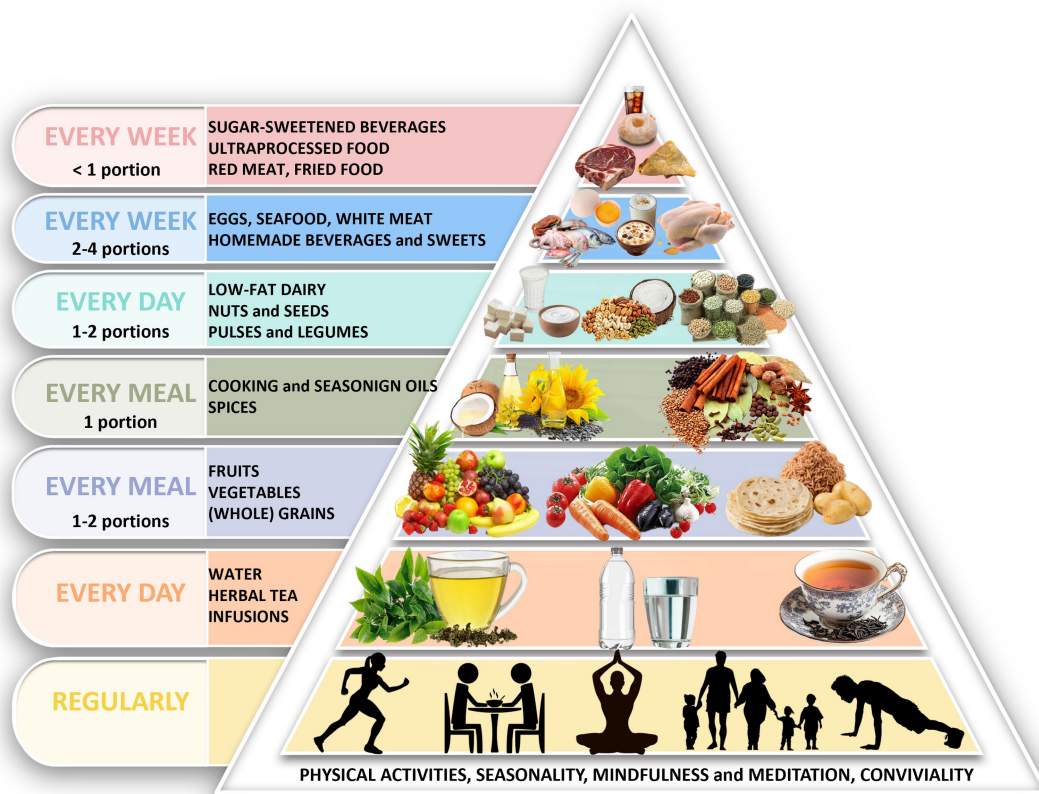 EVERY WEEK
< 1 portion
SUGAR-SWEETENED BEVERAGES
ULTRAPROCESSED FOOD
RED MEAT, FRIED FOOD
EVERY WEEK
2-4 portions
EGGS, SEAFOOD, WHITE MEAT
HOMEMADE BEVERAGES and SWEETS
EVERY DAY
1-2 portions
LOW-FAT DAIRY
NUTS and SEEDS
PULSES and LEGUMES
EVERY MEAL
1 portion
COOKING and SEASONIGN OILS
SPICES
EVERY MEAL
1-2 portions
FRUITS
VEGETABLES
(WHOLE) GRAINS
EVERY DAY
WATER
HERBAL TEA
INFUSIONS
REGULARLY
PHYSICAL ACTIVITIES, SEASONALITY, MINDFULNESS and MEDITATION, CONVIVIALITY